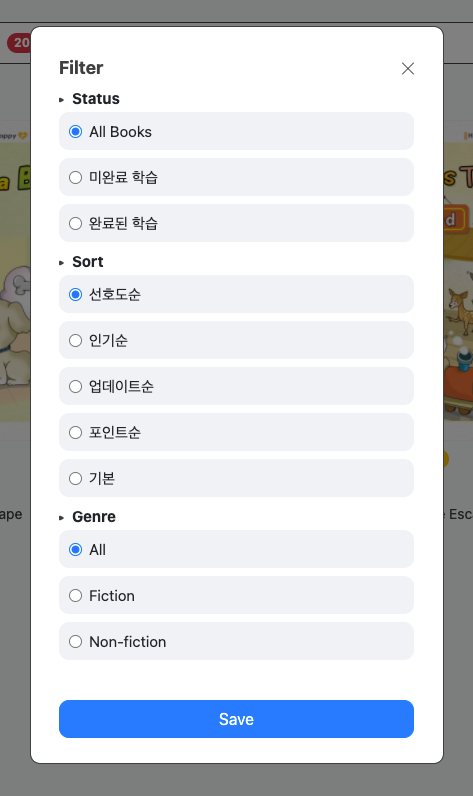 20
Filter
Status
All Books
미완료 학습
완료된 학습
Sort
선호도순
인기순
업데이트순
포인트순
기본
Genre
All
Fiction
Non-fiction
Save